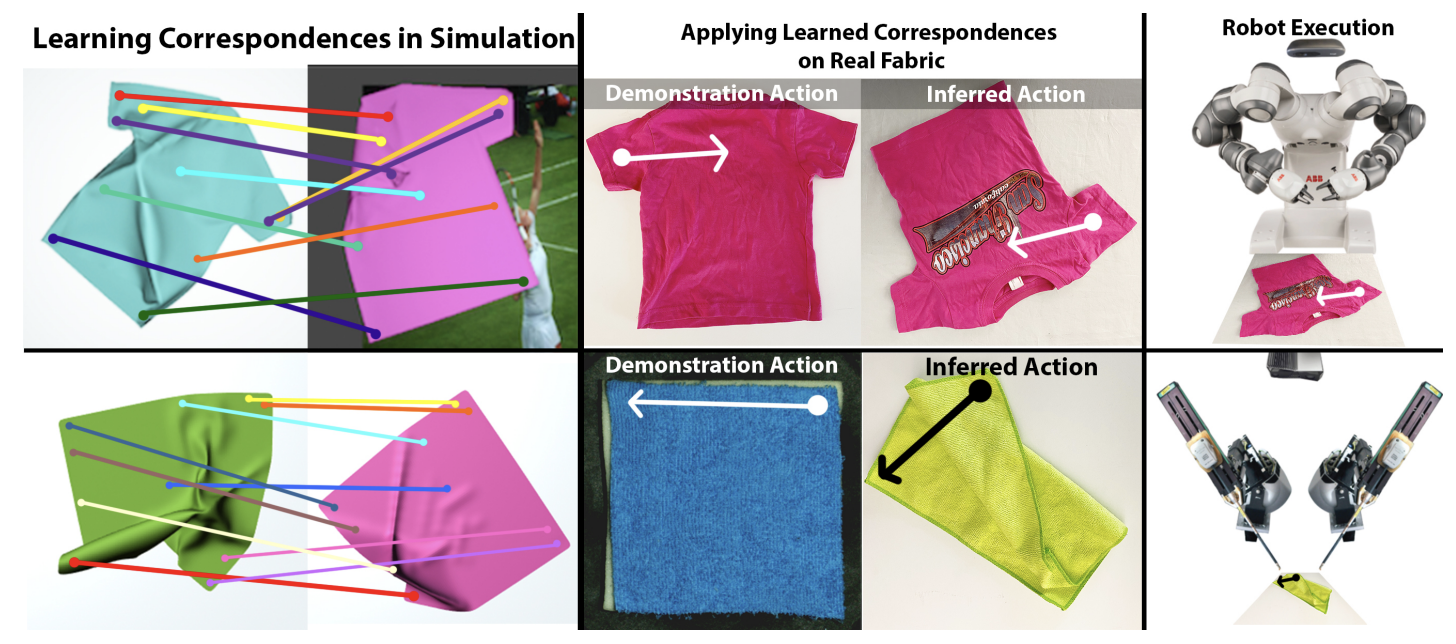 Learning Correspondences in Simulation
Applying Learned Correspondences
on Real Fabric
Robot Execution
Demonstration Action
Inferred Action
San Francisco
California
ABB
Demonstration Action
Inferred Action